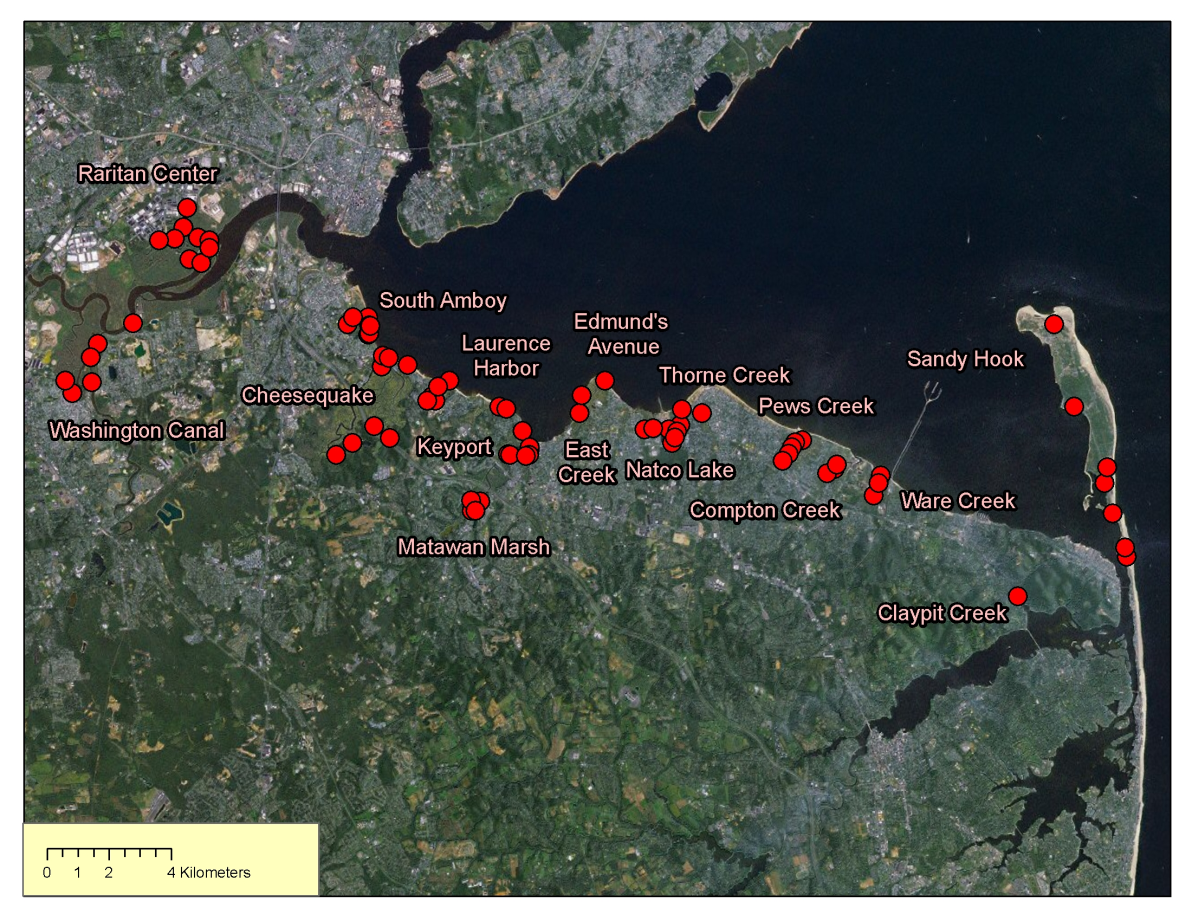 Raritan Center
South Amboy
Edmund's
Avenue
Laurence
Harbor
Sandy Hook
Thorne Creek
Cheesequake
Pews Creek
Washington Canal
Keyport
East
Creek
Natco Lake
Compton Creek
Ware Creek
Matawan Marsh
Claypit Creek
0 1 2 4 Kilometers